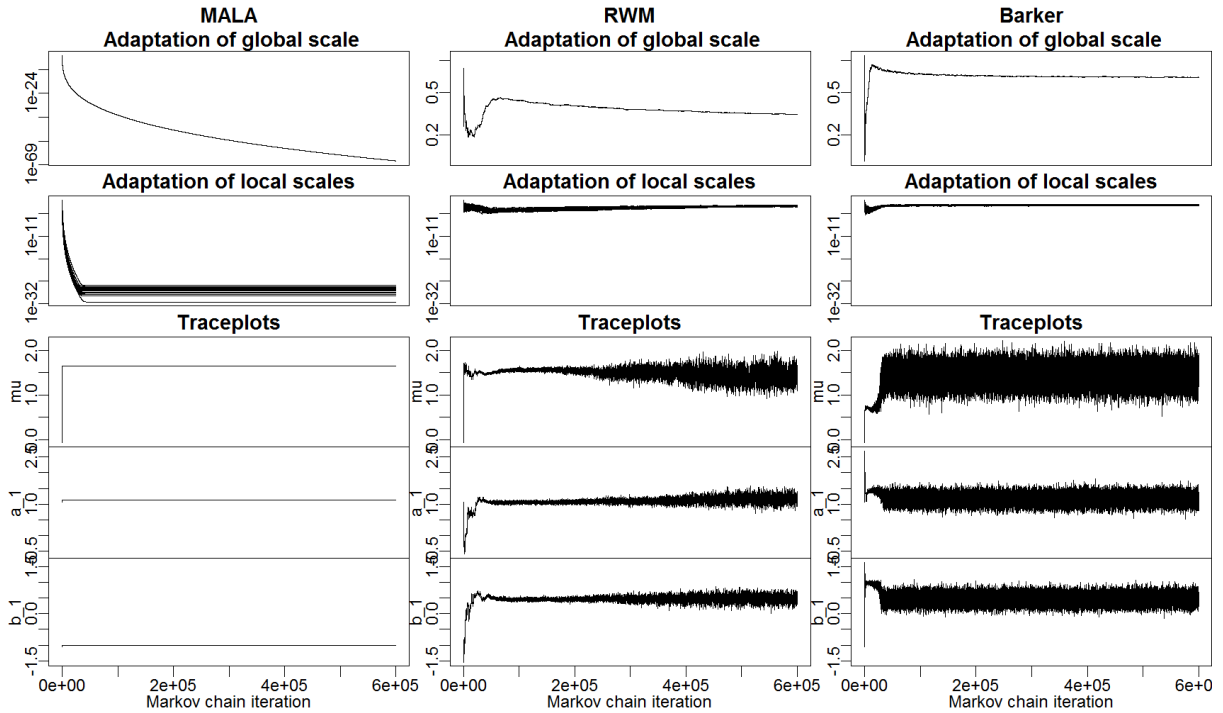 MALA
Adaptation of global scale
1e-24
1e-69
Adaptation of local scales
1e-11
1e-32
Traceplots
2.0
1.0
0.0
mu
2.5
1.0
a_1
1.5
0.0
-1.5
b_1
0e+00
2e+05
4e+05
6e+05
Markov chain iteration
RWM
Adaptation of global scale
0.5
0.2
Adaptation of local scales
1e-11
1e-32
Traceplots
2.0
1.0
0.0
mu
2.5
1.0
a_1
1.5
0.0
-1.5
b_1
0e+00
2e+05
4e+05
6e+05
Markov chain iteration
Barker
Adaptation of global scale
0.5
0.2
Adaptation of local scales
1e-11
1e-32
Traceplots
2.0
1.0
0.0
mu
2.5
1.0
a_1
1.5
0.0
-1.5
b_1
0e+00
2e+05
4e+05
6e+0
Markov chain iteration